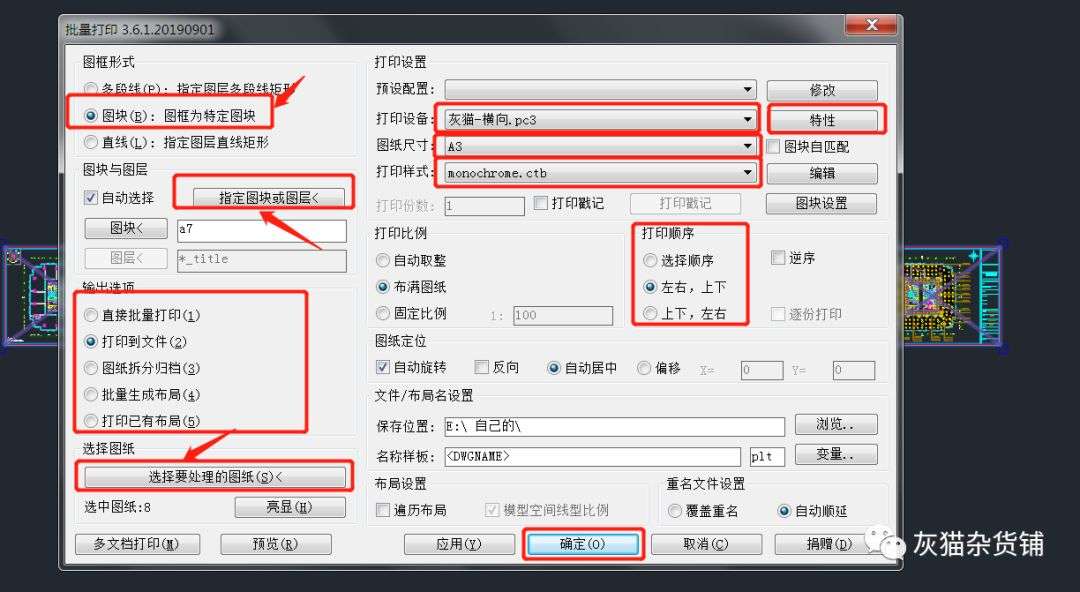 批量打印 3.6.1.20190901
图框形式
多段线(P): 指定图层多段线矩形
图块(B): 图框为特定图块
直线(L): 指定图层直线矩形
图块与图层
自动选择
指定图块或图层<
图块<
a7
图层<
*_title
输出选项
直接批量打印(1)
打印到文件(2)
图纸拆分归档(3)
批量生成布局(4)
打印已有布局(5)
选择图纸
选择要处理的图纸(S)<
选中图纸:8
亮显(H)
多文档打印(M)
预览(R)
打印设置
预设配置:
修改
打印设备:
灰猫-横向.pc3
特性
图纸尺寸:
A3
图块自匹配
打印样式:
monochrome.ctb
编辑
打印份数:
1
打印戳记
打印戳记
图块设置
打印比例
自动取整
布满图纸
固定比例
1:
100
打印顺序
选择顺序
左右，上下
上下，左右
逆序
逐份打印
图纸定位
自动旋转
反向
自动居中
偏移
X=
0
Y=
0
文件/布局名设置
保存位置:
E:\ 自己的\
浏览..
名称样板:
<DWGNAME>
plt
变量..
布局设置
遍历布局
模型空间线型比例
重名文件设置
覆盖重名
自动顺延
应用(Y)
确定(O)
取消(C)
捐赠(D)
灰猫杂货铺